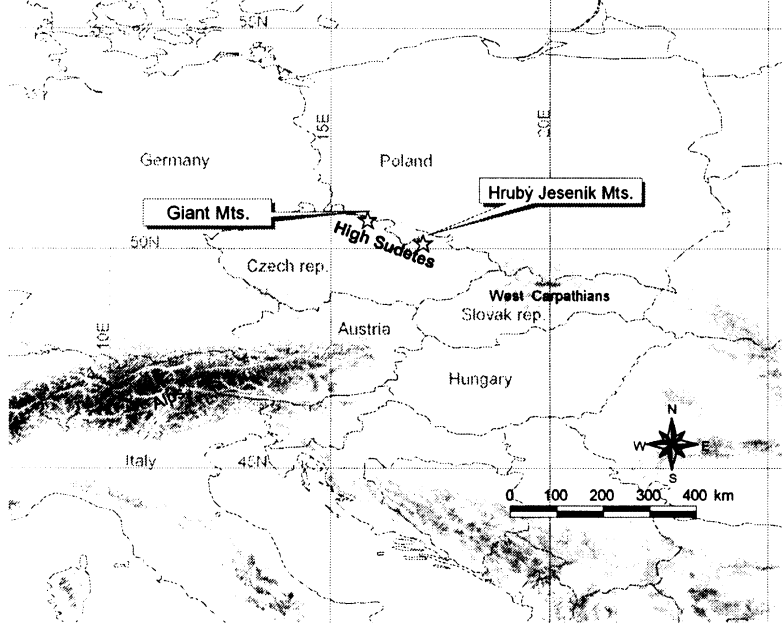 55N
15E
20E
Germany
Poland
Hrubý Jeseník Mts.
Giant Mts.
50N
High Sudetes
Czech rep.
West Carpathians
Slovak rep.
10E
Austria
Hungary
Alps
N
W E
S
Italy
45N
0 100 200 300 400 km